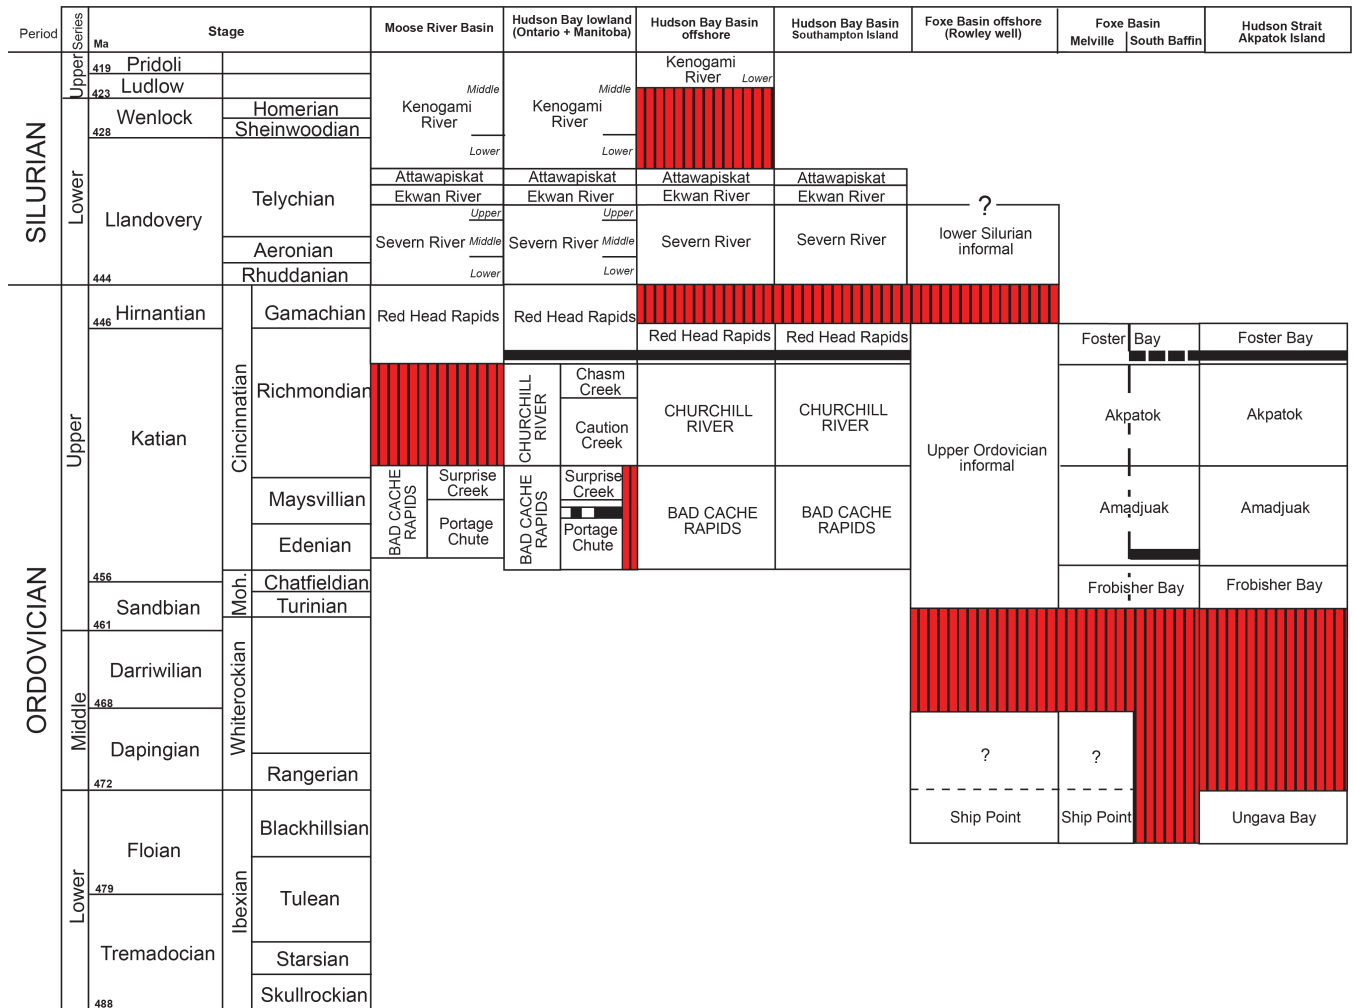 Period
Series
Ma
Stage
Moose River Basin
Hudson Bay lowland
(Ontario + Manitoba)
Hudson Bay Basin
offshore
Hudson Bay Basin
Southampton Island
Foxe Basin offshore
(Rowley well)
Foxe Basin
Melville
South Baffin
Hudson Strait
Akpatok Island
SILURIAN
Upper
Lower
419
Pridoli
423
Ludlow
428
Wenlock
Homerian
Sheinwoodian
444
Llandovery
Telychian
Aeronian
Rhuddanian
Kenogami
River
Middle
Lower
Attawapiskat
Ekwan River
Severn River
Upper
Middle
Lower
Kenogami
River
Middle
Lower
Attawapiskat
Ekwan River
Severn River
Upper
Middle
Lower
Kenogami
River
Lower
Attawapiskat
Ekwan River
Severn River
Attawapiskat
Ekwan River
Severn River
?
lower Silurian
informal
ORDOVICIAN
Upper
Middle
Lower
446
Hirnantian
456
Katian
461
Sandbian
468
Darriwilian
472
Dapingian
479
Floian
488
Tremadocian
Cincinnatian
Moh.
Whiterockian
Ibexian
Gamachian
Richmondian
Maysvillian
Edenian
Chatfieldian
Turinian
Rangerian
Blackhillsian
Tulean
Starsian
Skullrockian
Red Head Rapids
BAD CACHE
RAPIDS
Surprise
Creek
Portage
Chute
Red Head Rapids
CHURCHILL
RIVER
Chasm
Creek
Caution
Creek
BAD CACHE
RAPIDS
Surprise
Creek
Portage
Chute
Red Head Rapids
CHURCHILL
RIVER
BAD CACHE
RAPIDS
Red Head Rapids
CHURCHILL
RIVER
BAD CACHE
RAPIDS
Upper Ordovician
informal
?
Ship Point
Foster Bay
Akpatok
Amadjuak
Frobisher Bay
?
Ship Point
Foster Bay
Akpatok
Amadjuak
Frobisher Bay
Ungava Bay